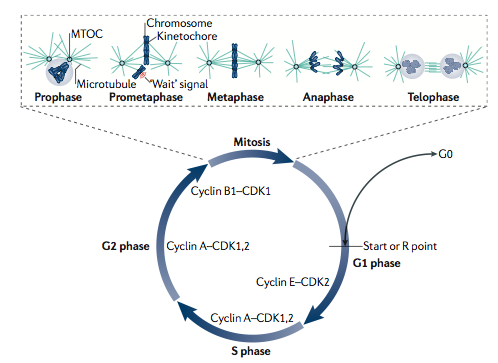 MTOC
Chromosome
Kinetochore
Microtubule
'Wait' signal
Prophase
Prometaphase
Metaphase
Anaphase
Telophase
Mitosis
G0
Cyclin B1–CDK1
G2 phase
Cyclin A–CDK1,2
Start or R point
G1 phase
Cyclin E–CDK2
Cyclin A–CDK1,2
S phase